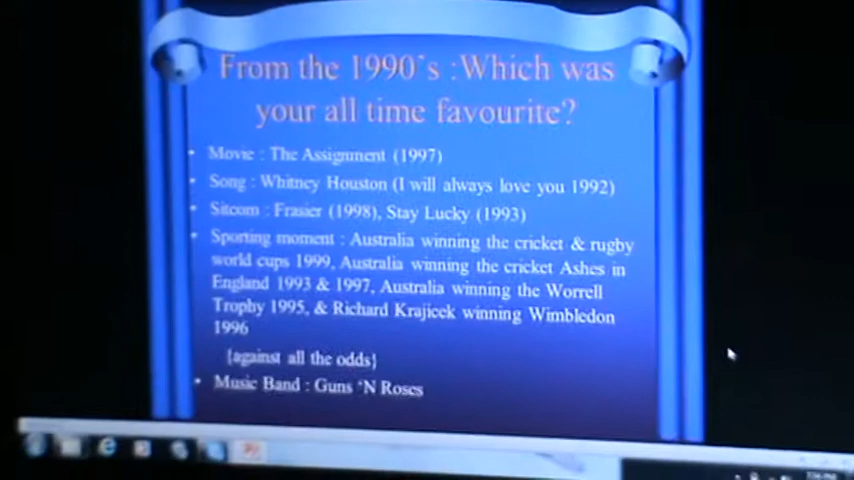 From the 1990`s :Which was
your all time favourite?
• Movie : The Assignment (1997)
• Song : Whitney Houston (I will always love you 1992)
• Sitcom : Frasier (1998), Stay Lucky (1993)
• Sporting moment : Australia winning the cricket & rugby
world cups 1999, Australia winning the cricket Ashes in
England 1993 & 1997, Australia winning the Worrell
Trophy 1995, & Richard Krajicek winning Wimbledon
1996
{against all the odds}
• Music Band : Guns ‘N Roses